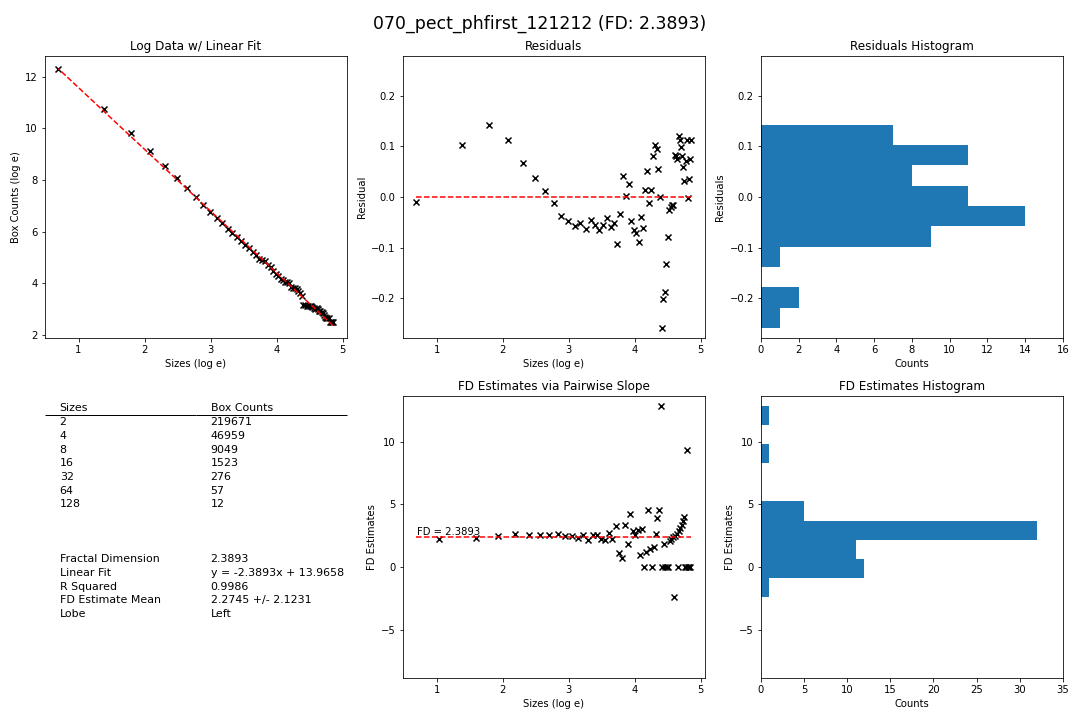 070_pect_phfirst_121212 (FD: 2.3893)
Log Data w/ Linear Fit
Box Counts (log e)
12
10
8
6
4
2
1 2 3 4 5
Sizes (log e)
Residuals
Residual
0.2
0.1
0.0
−0.1
−0.2
1 2 3 4 5
Sizes (log e)
Residuals Histogram
Residuals
0.2
0.1
0.0
−0.1
−0.2
0 2 4 6 8 10 12 14 16
Counts
Sizes Box Counts
2 219671
4 46959
8 9049
16 1523
32 276
64 57
128 12
Fractal Dimension 2.3893
Linear Fit y = -2.3893x + 13.9658
R Squared 0.9986
FD Estimate Mean 2.2745 +/- 2.1231
Lobe Left
FD Estimates via Pairwise Slope
FD Estimates
10
5
0
−5
FD = 2.3893
1 2 3 4 5
Sizes (log e)
FD Estimates Histogram
FD Estimates
10
5
0
−5
0 5 10 15 20 25 30 35
Counts